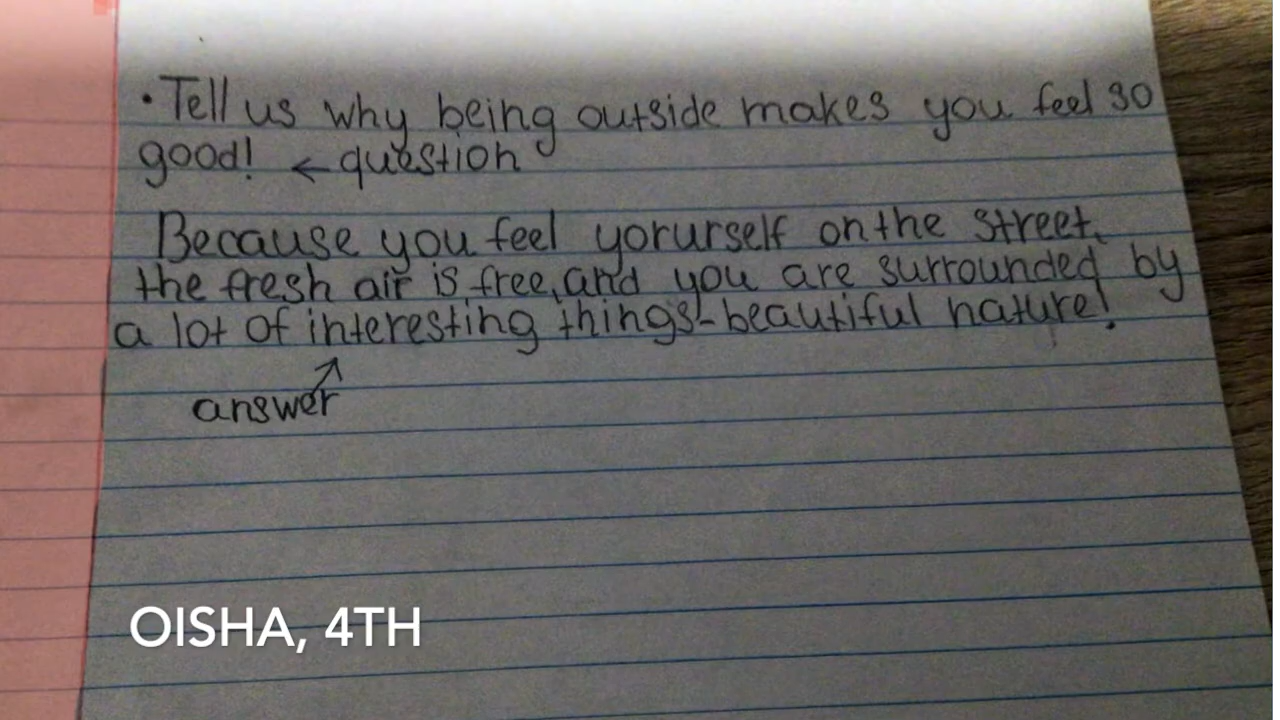 • Tell us why being outside makes you feel so
good! ← question
Because you feel yorurself on the street,
the fresh air is free, and you are surrounded by
a lot of interesting things-beautiful nature!
↗
answer
OISHA, 4TH